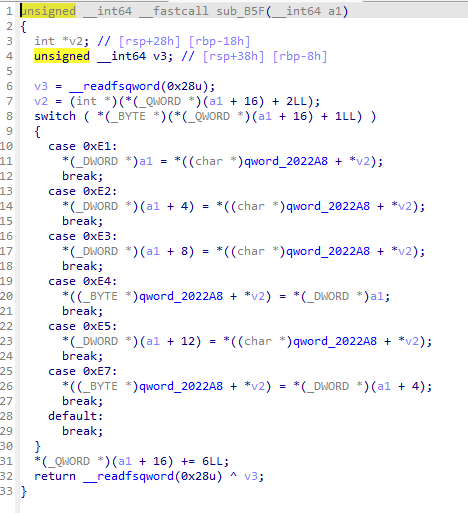 1 unsigned __int64 __fastcall sub_B5F(__int64 a1)
2 {
3   int *v2; // [rsp+28h] [rbp-18h]
4   unsigned __int64 v3; // [rsp+38h] [rbp-8h]
5
6   v3 = __readfsqword(0x28u);
7   v2 = (int *)(*(_QWORD *)(a1 + 16) + 2LL);
8   switch ( *(_BYTE *)(*(_QWORD *)(a1 + 16) + 1LL) )
9   {
10     case 0xE1:
11       *(_DWORD *)a1 = *((char *)qword_2022A8 + *v2);
12       break;
13     case 0xE2:
14       *(_DWORD *)(a1 + 4) = *((char *)qword_2022A8 + *v2);
15       break;
16     case 0xE3:
17       *(_DWORD *)(a1 + 8) = *((char *)qword_2022A8 + *v2);
18       break;
19     case 0xE4:
20       *((_BYTE *)qword_2022A8 + *v2) = *(_DWORD *)a1;
21       break;
22     case 0xE5:
23       *(_DWORD *)(a1 + 12) = *((char *)qword_2022A8 + *v2);
24       break;
25     case 0xE7:
26       *((_BYTE *)qword_2022A8 + *v2) = *(_DWORD *)(a1 + 4);
27       break;
28     default:
29       break;
30   }
31   *(_QWORD *)(a1 + 16) += 6LL;
32   return __readfsqword(0x28u) ^ v3;
33 }